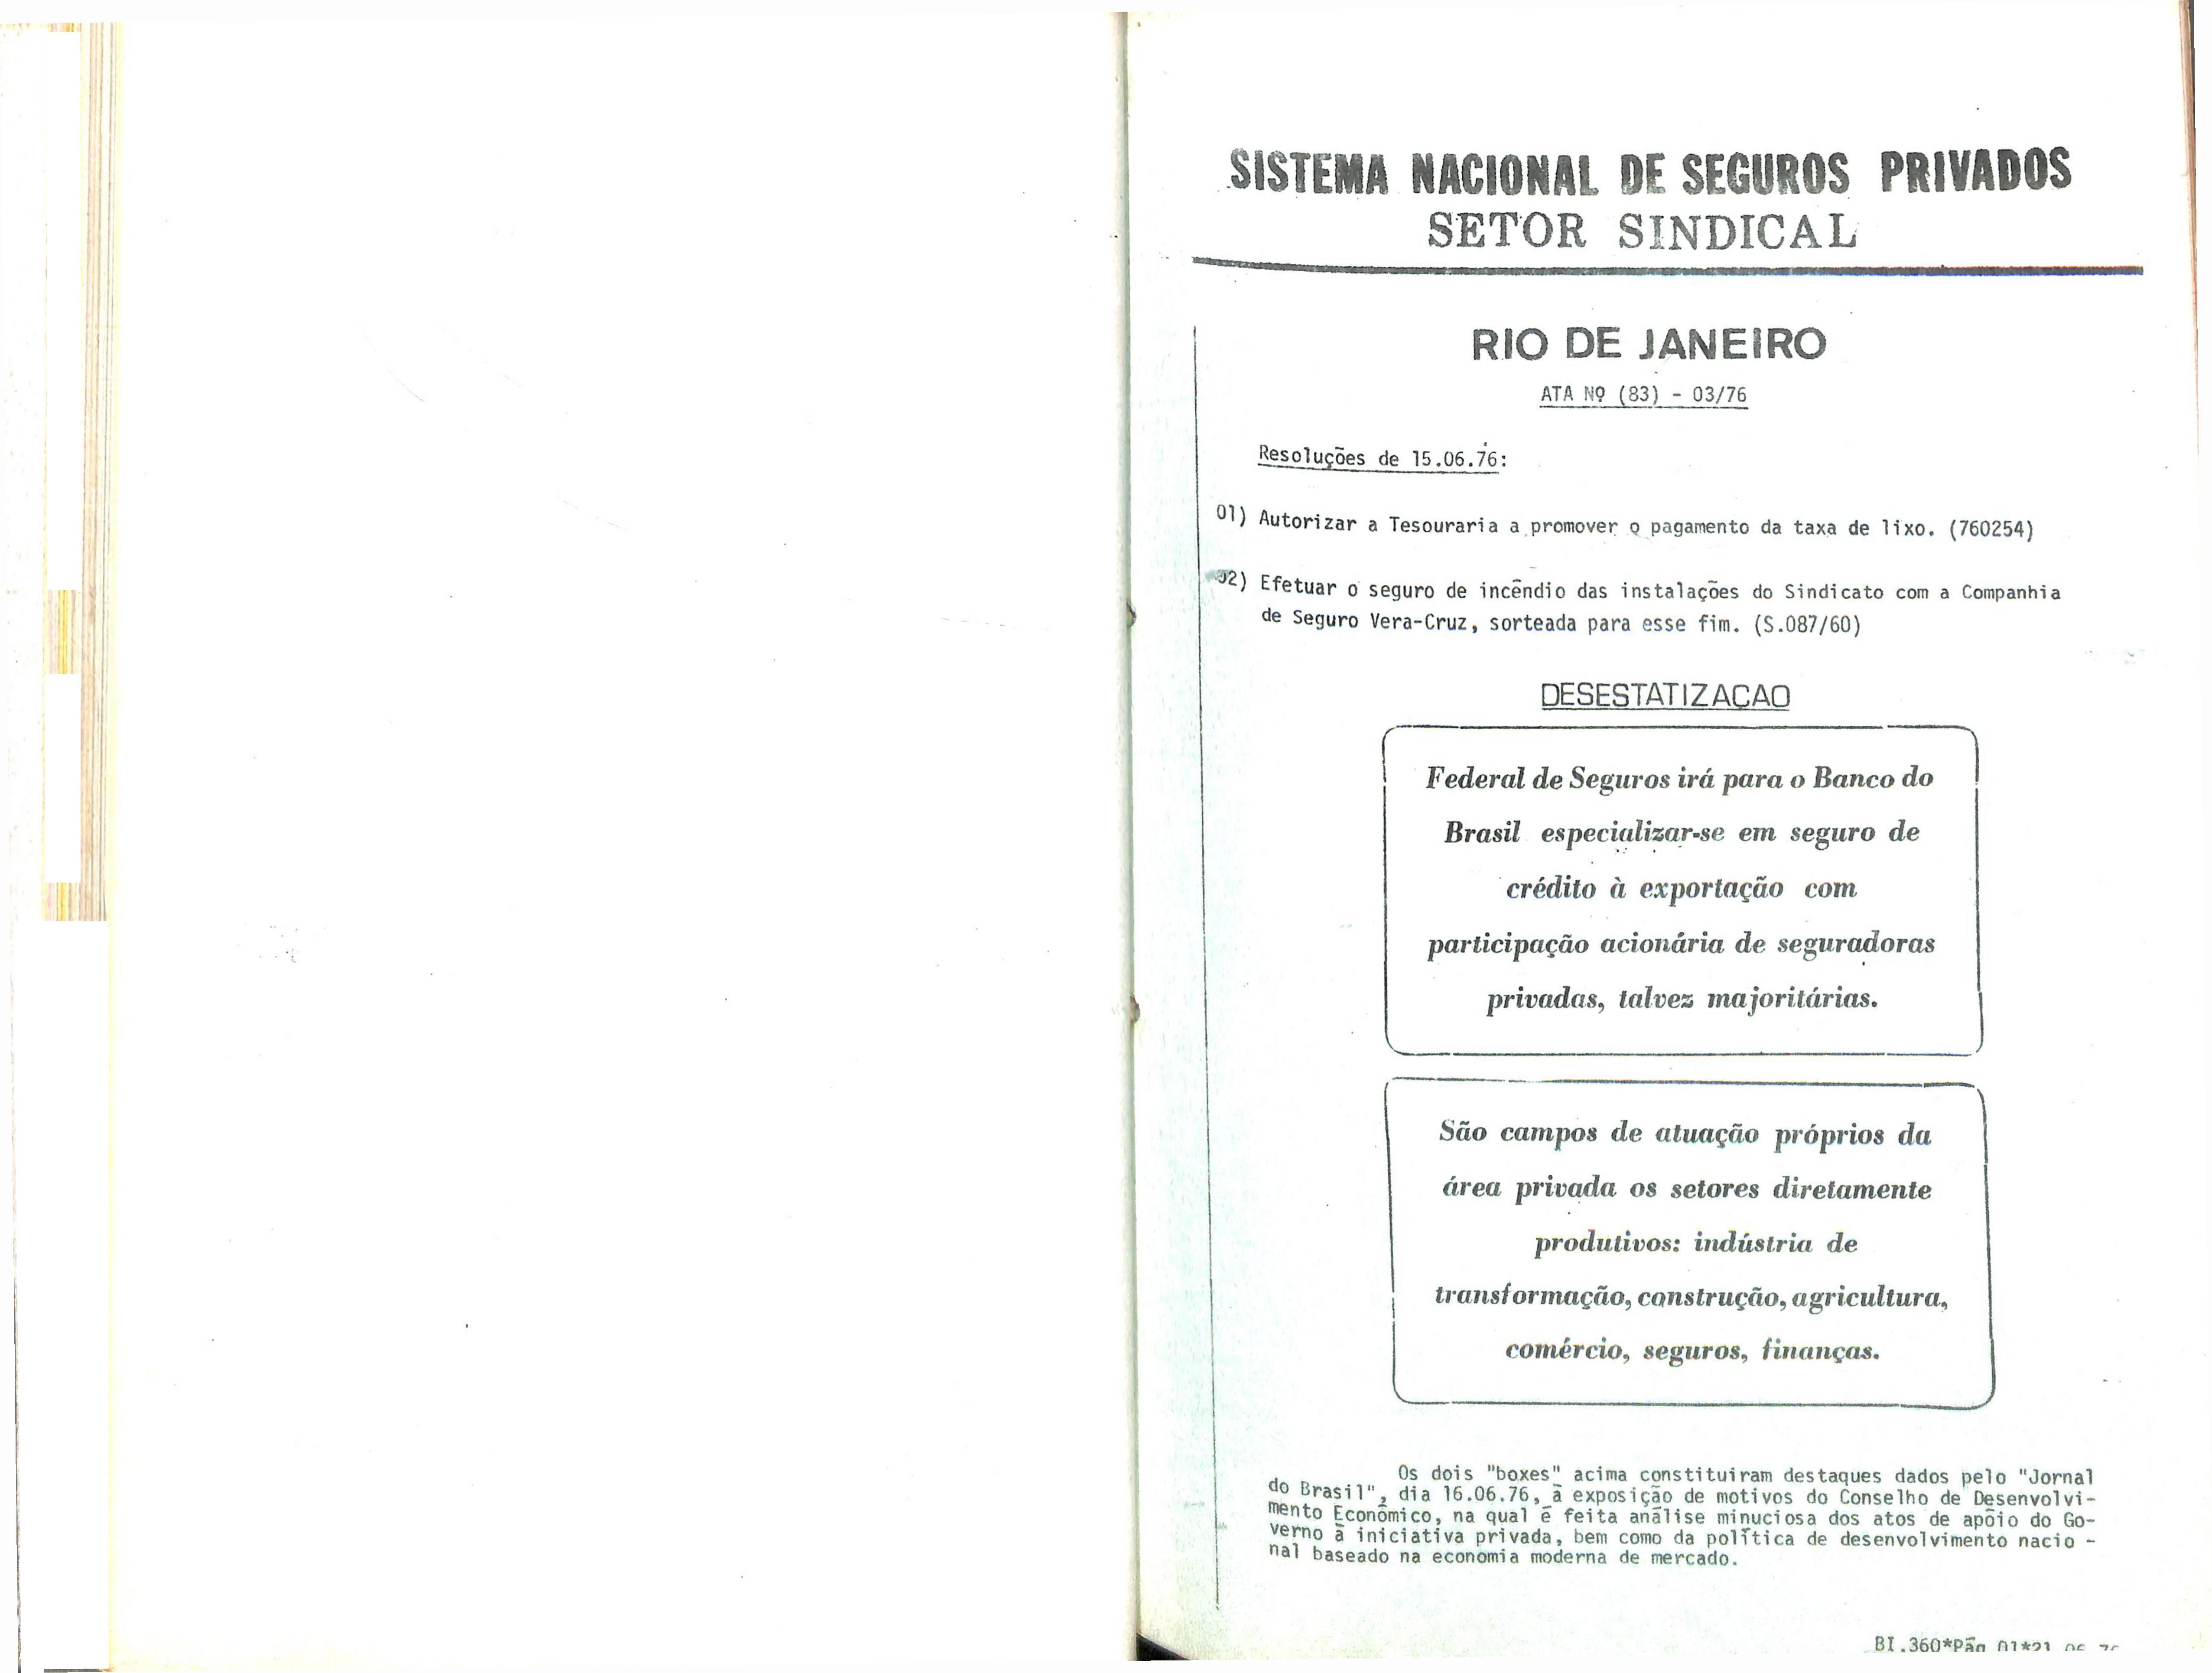 SISTEMA NACIONAL DE SEGUROS PRIVADOS
SETOR SINDICAL
RIO DE JANEIRO
ATA Nº (83) - 03/76
Resoluções de 15.06.76:
01) Autorizar a Tesouraria a promover o pagamento da taxa de lixo. (760254)
02) Efetuar o seguro de incêndio das instalações do Sindicato com a Companhia
de Seguro Vera-Cruz, sorteada para esse fim. (S.087/60)
DESESTATIZAÇAO
Federal de Seguros irá para o Banco do
Brasil especializar-se em seguro de
crédito à exportação com
participação acionária de seguradoras
privadas, talvez majoritárias.
São campos de atuação próprios da
área privada os setores diretamente
produtivos: indústria de
transformação, construção, agricultura,
comércio, seguros, finanças.
Os dois "boxes" acima constituiram destaques dados pelo "Jornal
do Brasil", dia 16.06.76, à exposição de motivos do Conselho de Desenvolvi-
mento Econômico, na qual é feita análise minuciosa dos atos de apôio do Go-
verno à iniciativa privada, bem como da política de desenvolvimento nacio -
nal baseado na economia moderna de mercado.
BI.360*Pág 01*21